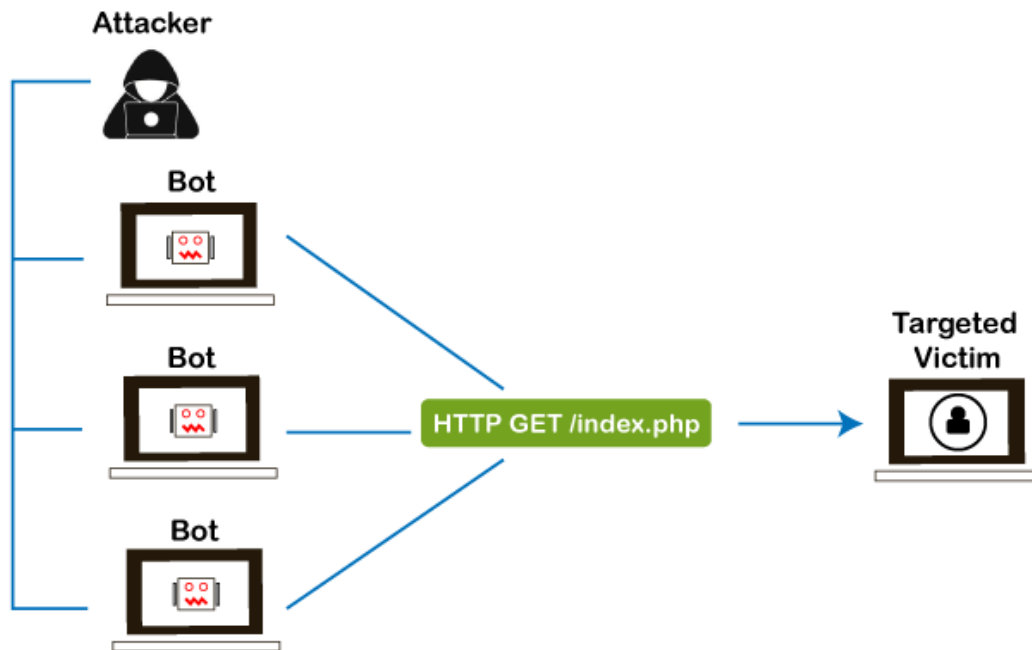 Attacker
Bot
Bot
Bot
HTTP GET /index.php
Targeted
Victim